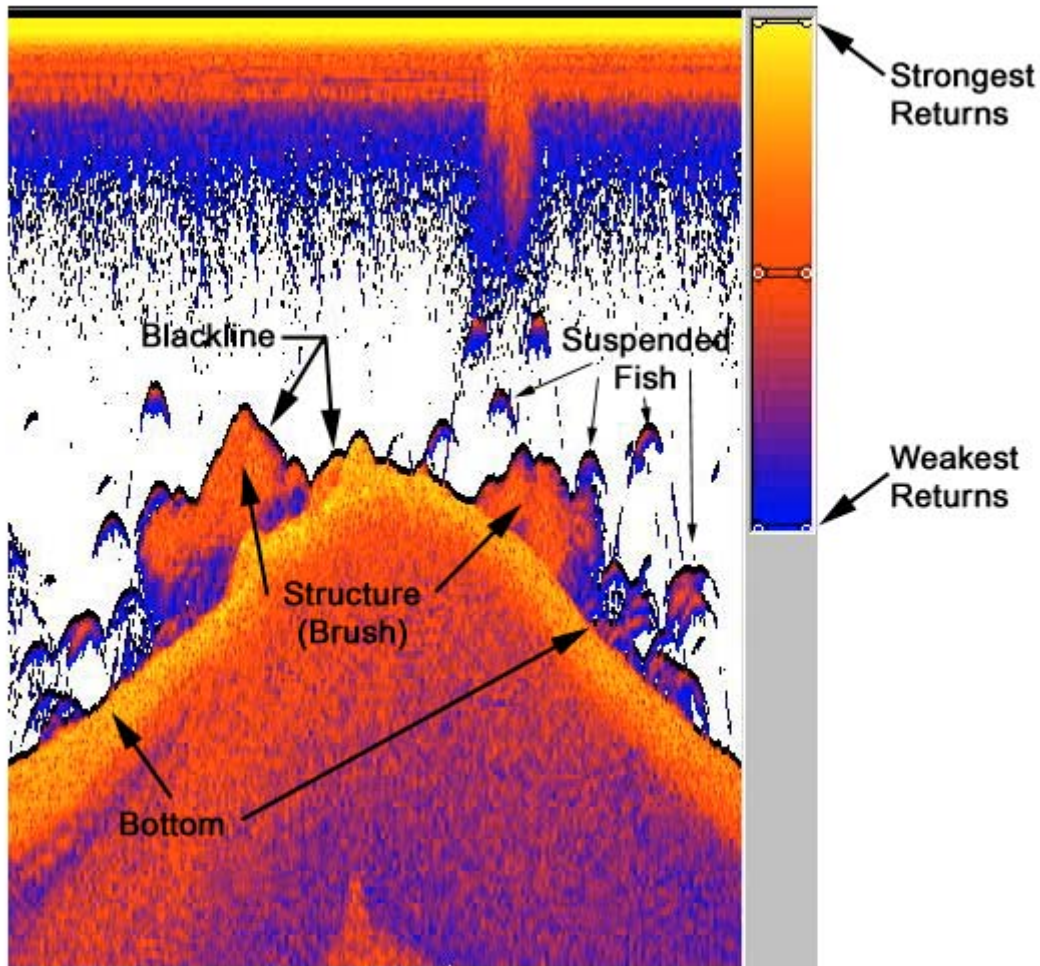 Strongest
Returns
Blackline
Suspended
Fish
Weakest
Returns
Structure
(Brush)
Bottom